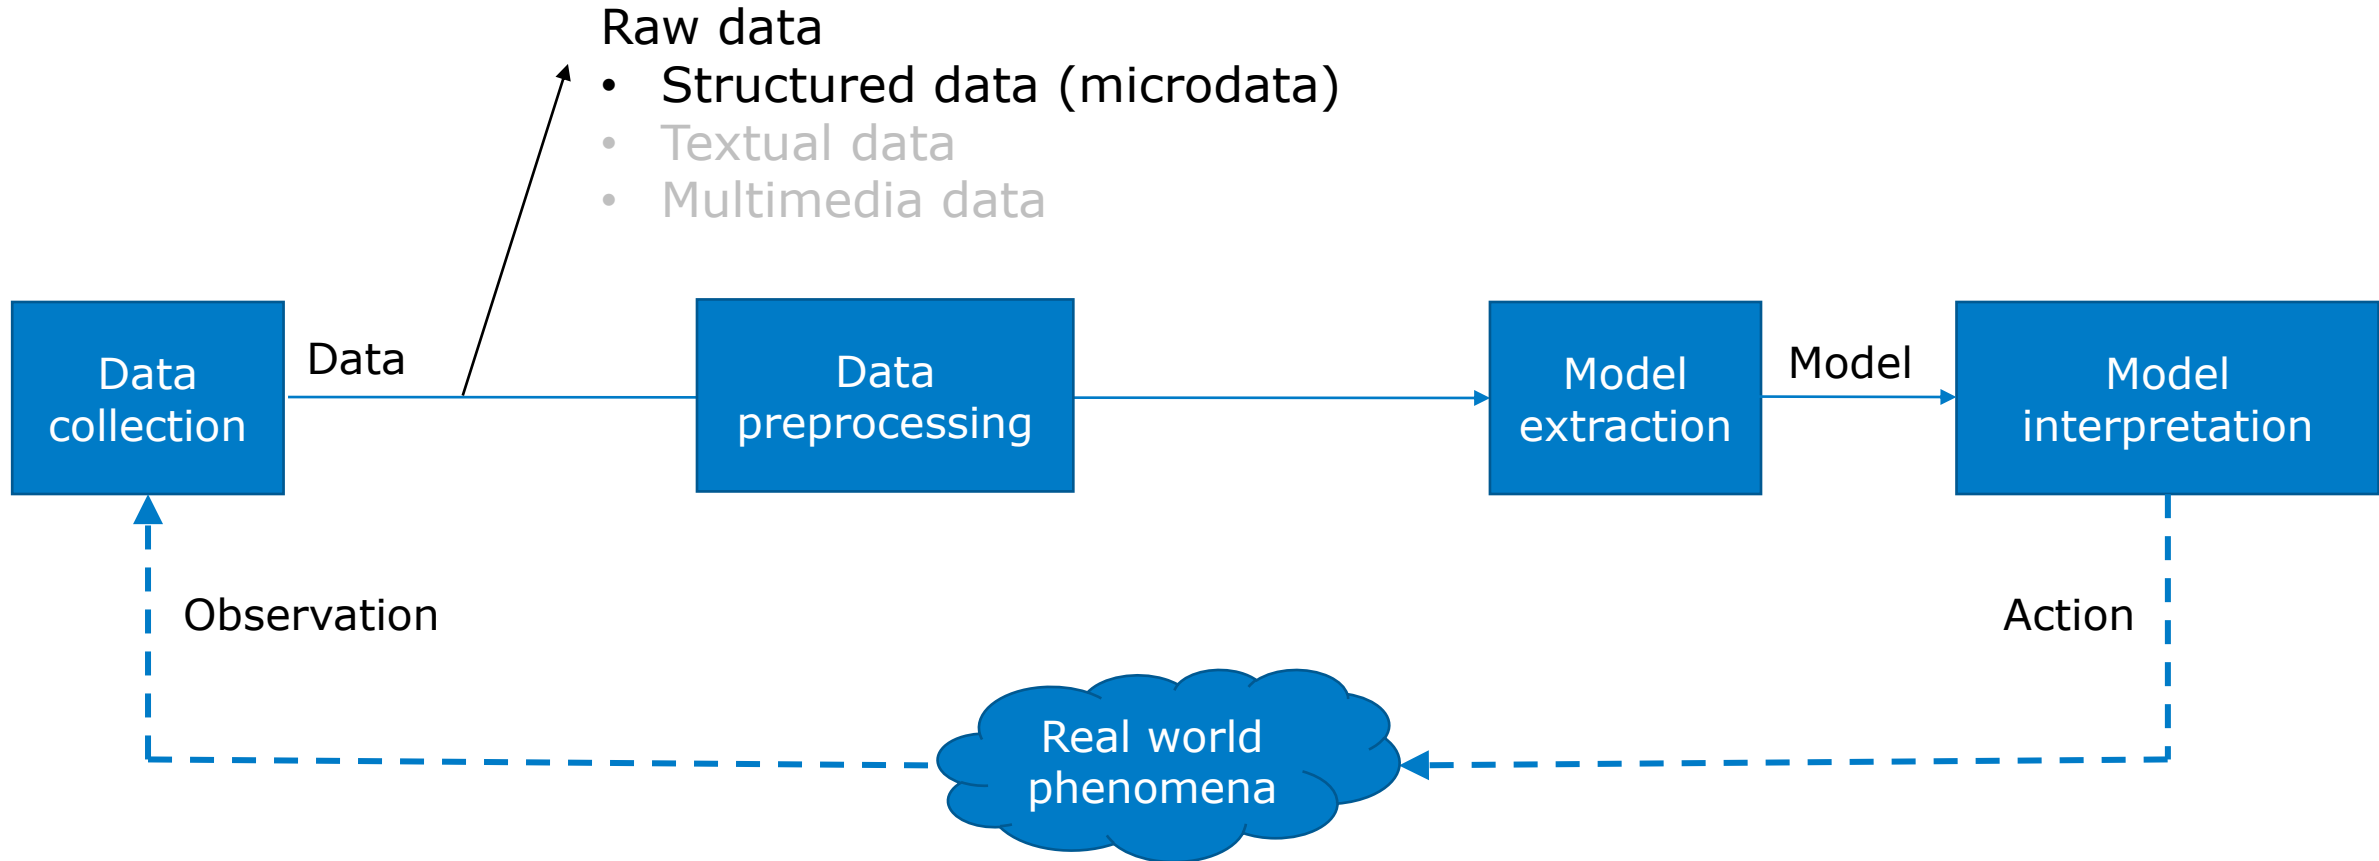 Raw data
• Structured data (microdata)
• Textual data
• Multimedia data
Data
collection
Data
Data
preprocessing
Model
extraction
Model
Model
interpretation
Observation
Action
Real world
phenomena